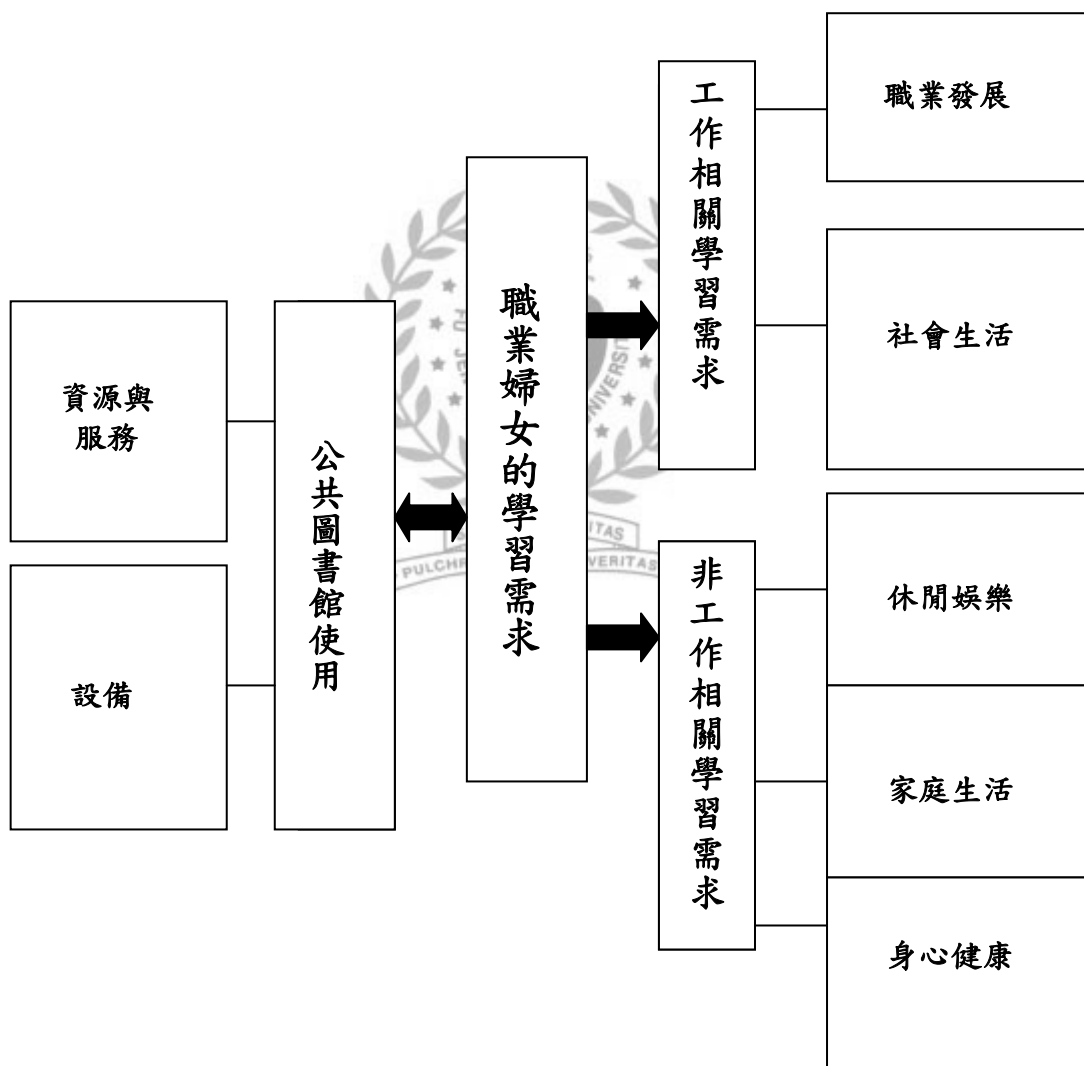 資源與
服務
設備
公共圖書館使用
職業婦女的學習需求
工作相關學習需求
非工作相關學習需求
職業發展
社會生活
休閒娛樂
家庭生活
身心健康